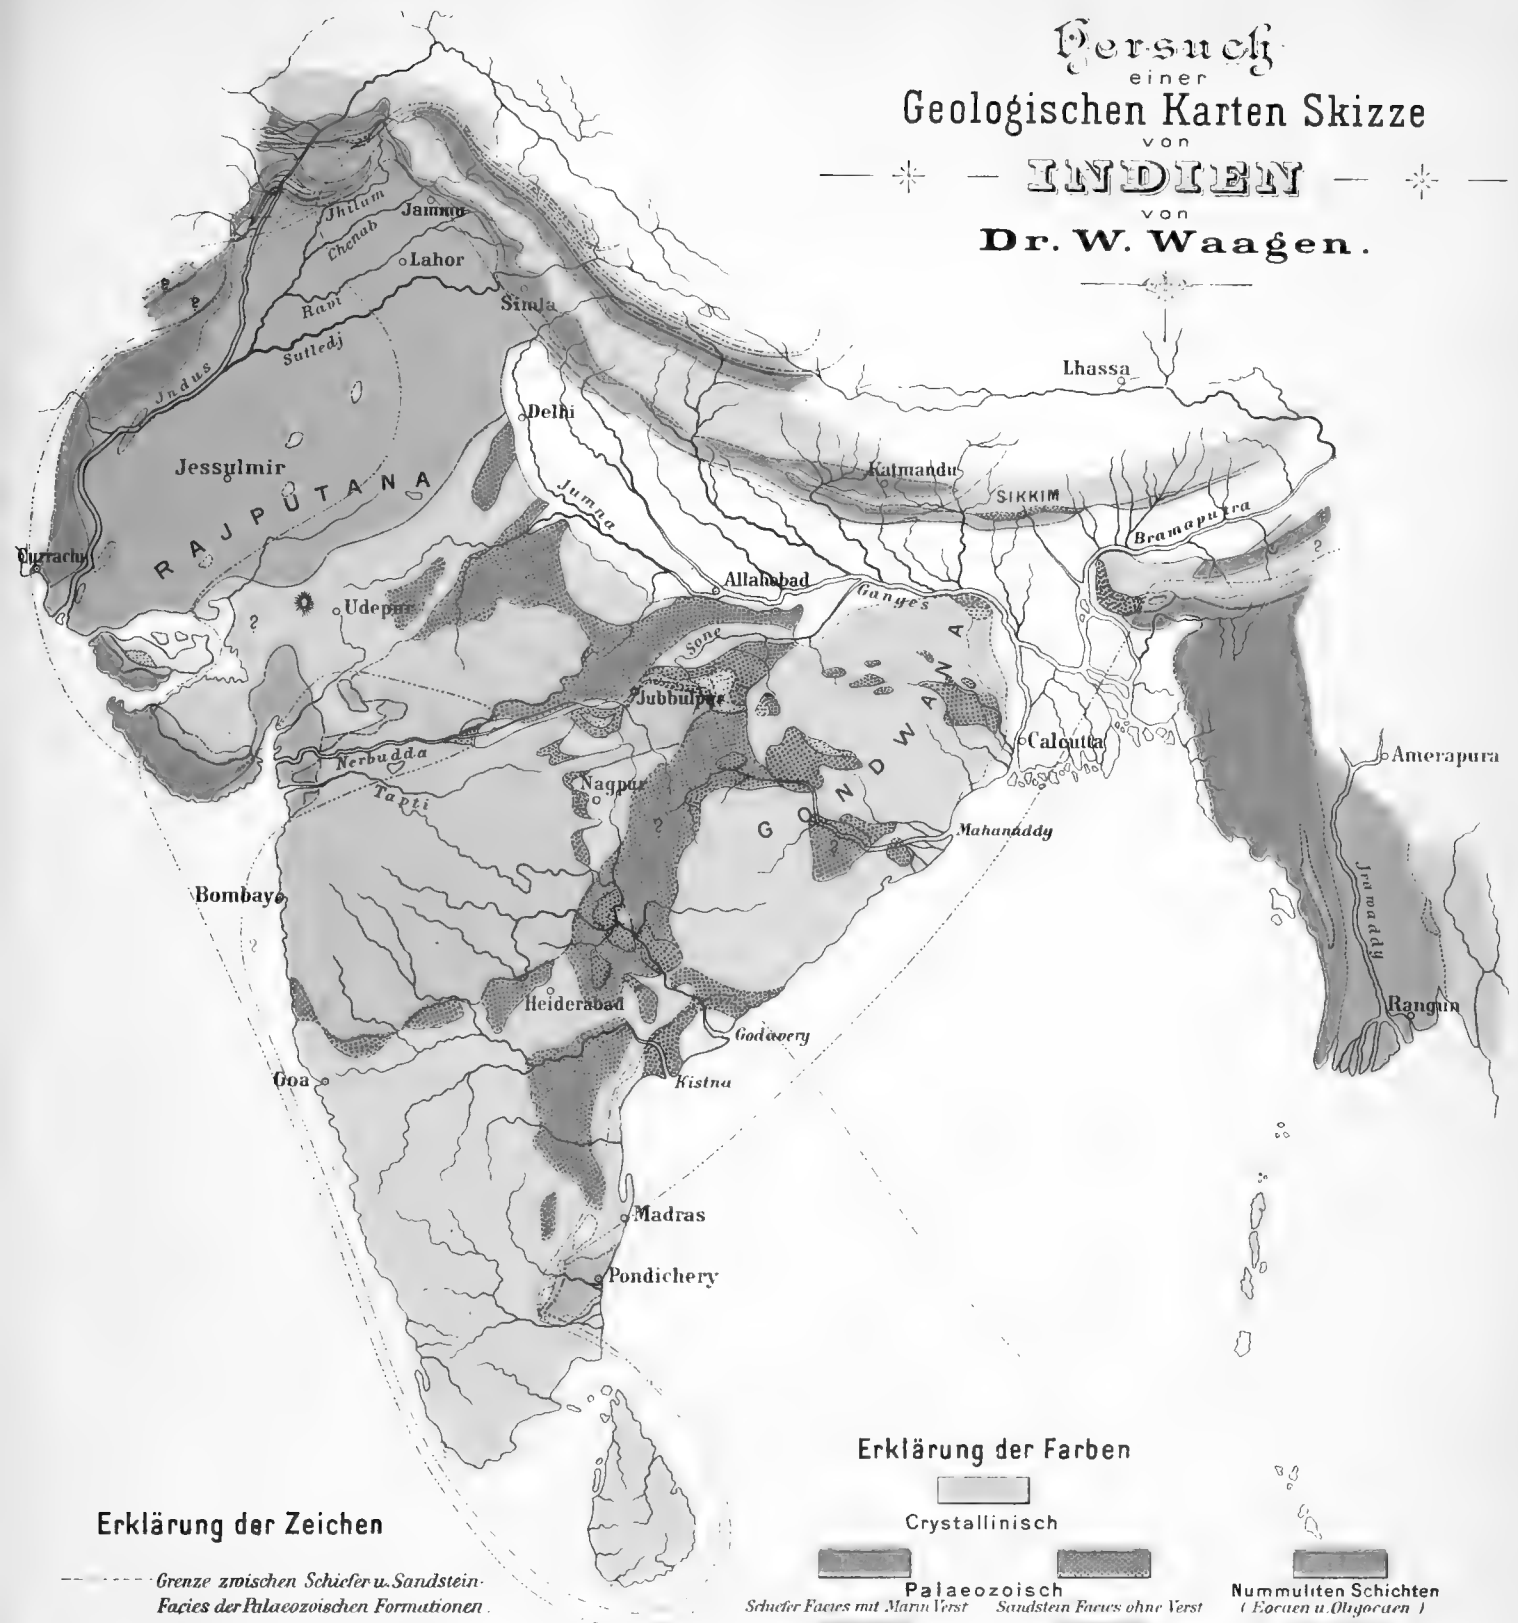 Versuch
einer
Geologischen Karten Skizze
von
INDIEN
von
Dr. W. Waagen.
Jhilum
Jammu
Chenab
Lahor
Ravi
Simla
Sutledj
Jndus
Lhassa
Delhi
Jessylmir
RAJPUTANA
Jumna
Katmandu
SIKKIM
Bramaputra
?
Currachi
Allahabad
Ganges
Udepur
?
Sone
Jubbulpur
GONDWANA
Calcutta
Nerbudda
Amerapura
Tapti
Nagpur
?
Mahanaddy
?
Jrawaddy
Bombay
?
Heiderabad
Rangun
Godavery
Goa
Kistna
Madras
Pondichery
Erklärung der Farben
Crystallinisch
Palaeozoisch
Schiefer Facies mit Marin Verst
Sandstein Facies ohne Verst
Nummuliten Schichten
( Eocaen u. Oligocaen )
Erklärung der Zeichen
Grenze zwischen Schiefer u. Sandstein-
Facies der Palaeozoischen Formationen.